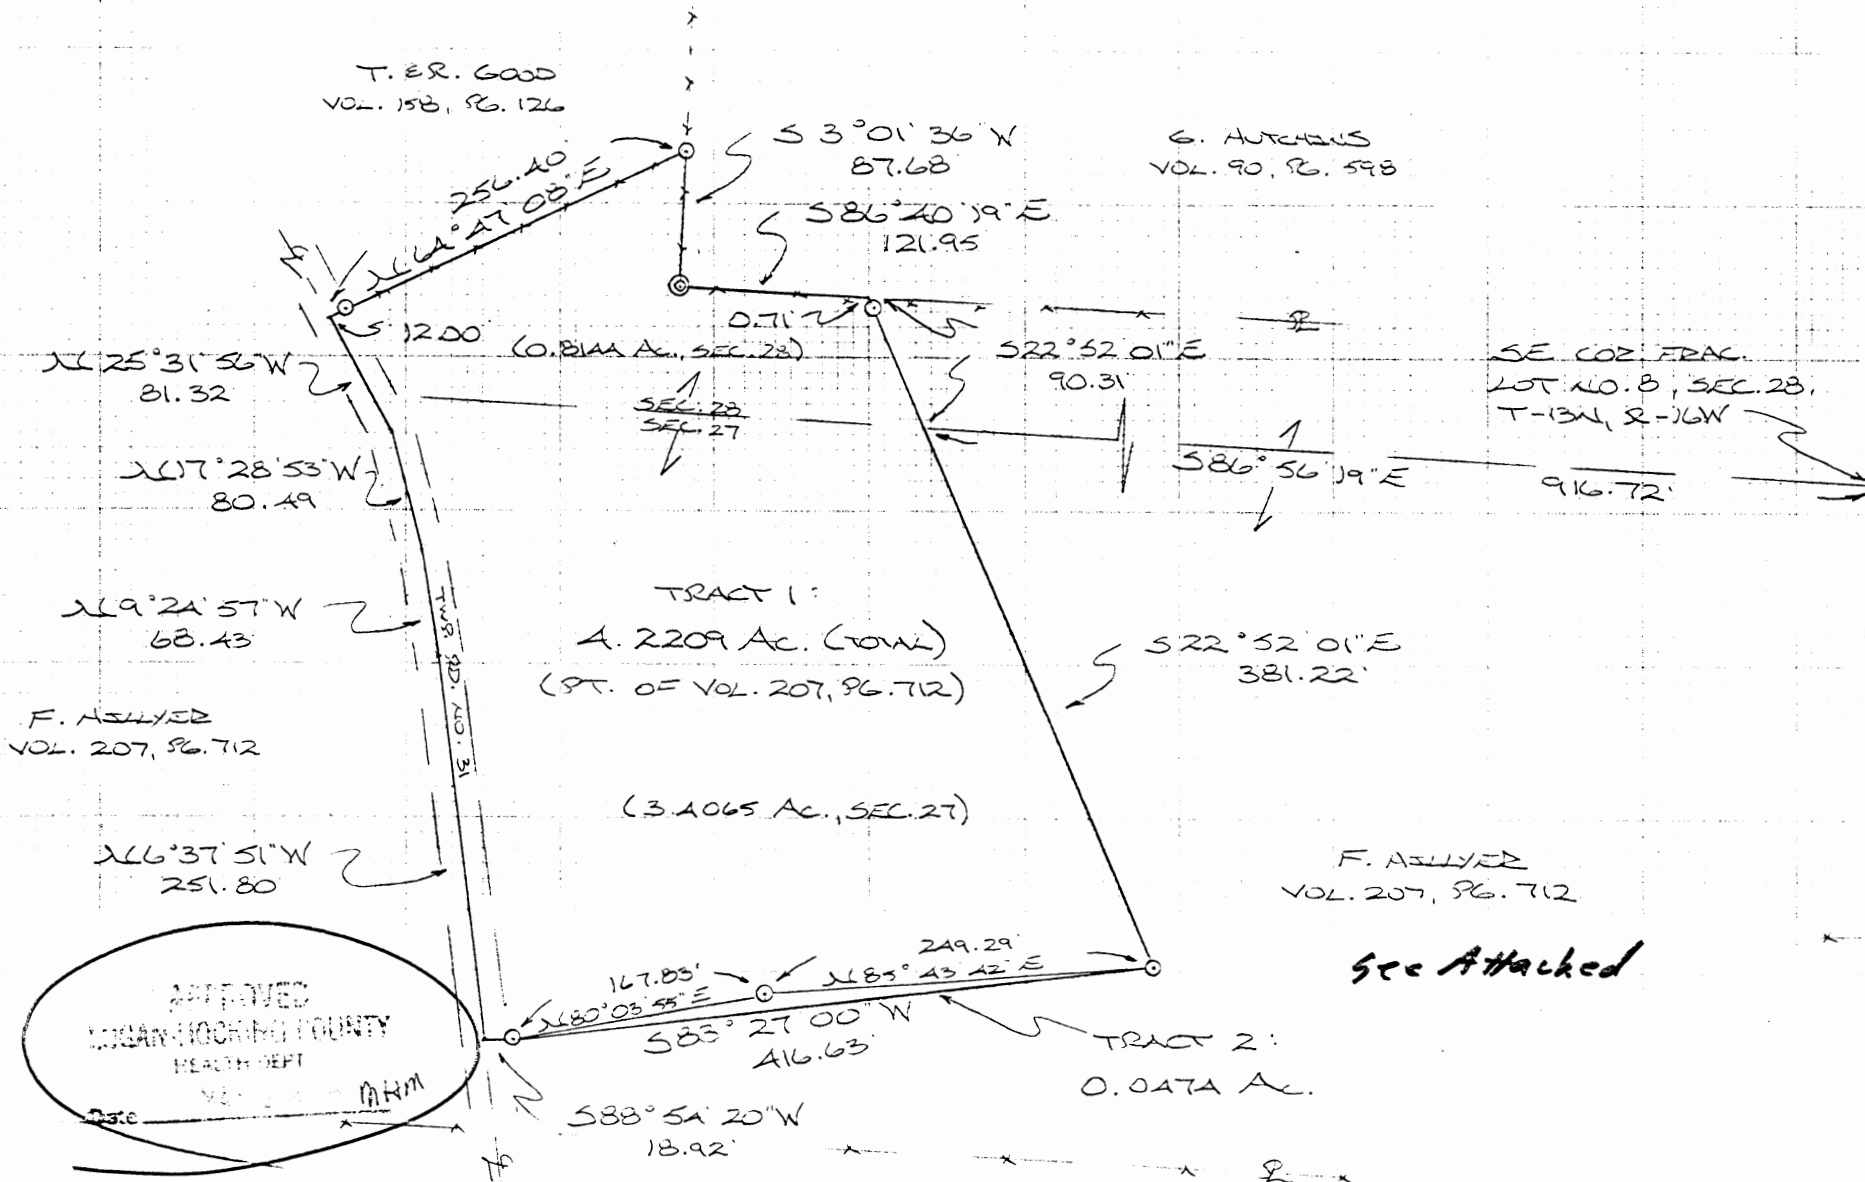 T. & R. GOOD
VOL. 158, PG. 126
256.40'
N 64° 47' 08" E
S 3° 01' 36" W
87.68
G. HUTCHINS
VOL. 90, PG. 598
S 86° 40' 19" E
121.95
12.00'
0.71'
(0.8144 AC., SEC. 28)
N 25° 31' 56" W
81.32
S 22° 52' 01" E
90.31'
SE COR. FRAC.
LOT NO. 8, SEC. 28,
T-13N, R-16W
SEC. 28
SEC. 27
S 86° 56' 19" E
916.72'
N 17° 28' 53" W
80.49
N 9° 24' 57" W
68.43
TWP. RD. NO. 31
TRACT 1:
4.2209 AC. (TOTAL)
(PT. OF VOL. 207, PG. 712)
S 22° 52' 01" E
381.22'
F. HILLYER
VOL. 207, PG. 712
(3.4065 AC., SEC. 27)
N 6° 37' 51" W
251.80
F. HILLYER
VOL. 207, PG. 712
See Attached
249.29'
N 85° 43' 42" E
167.83'
N 80° 03' 55" E
S 83° 27' 00" W
416.63'
TRACT 2:
0.0474 AC.
S 88° 54' 20" W
18.92'
APPROVED
LOGAN-HOCKING COUNTY
HEALTH DEPT
MHM
Date